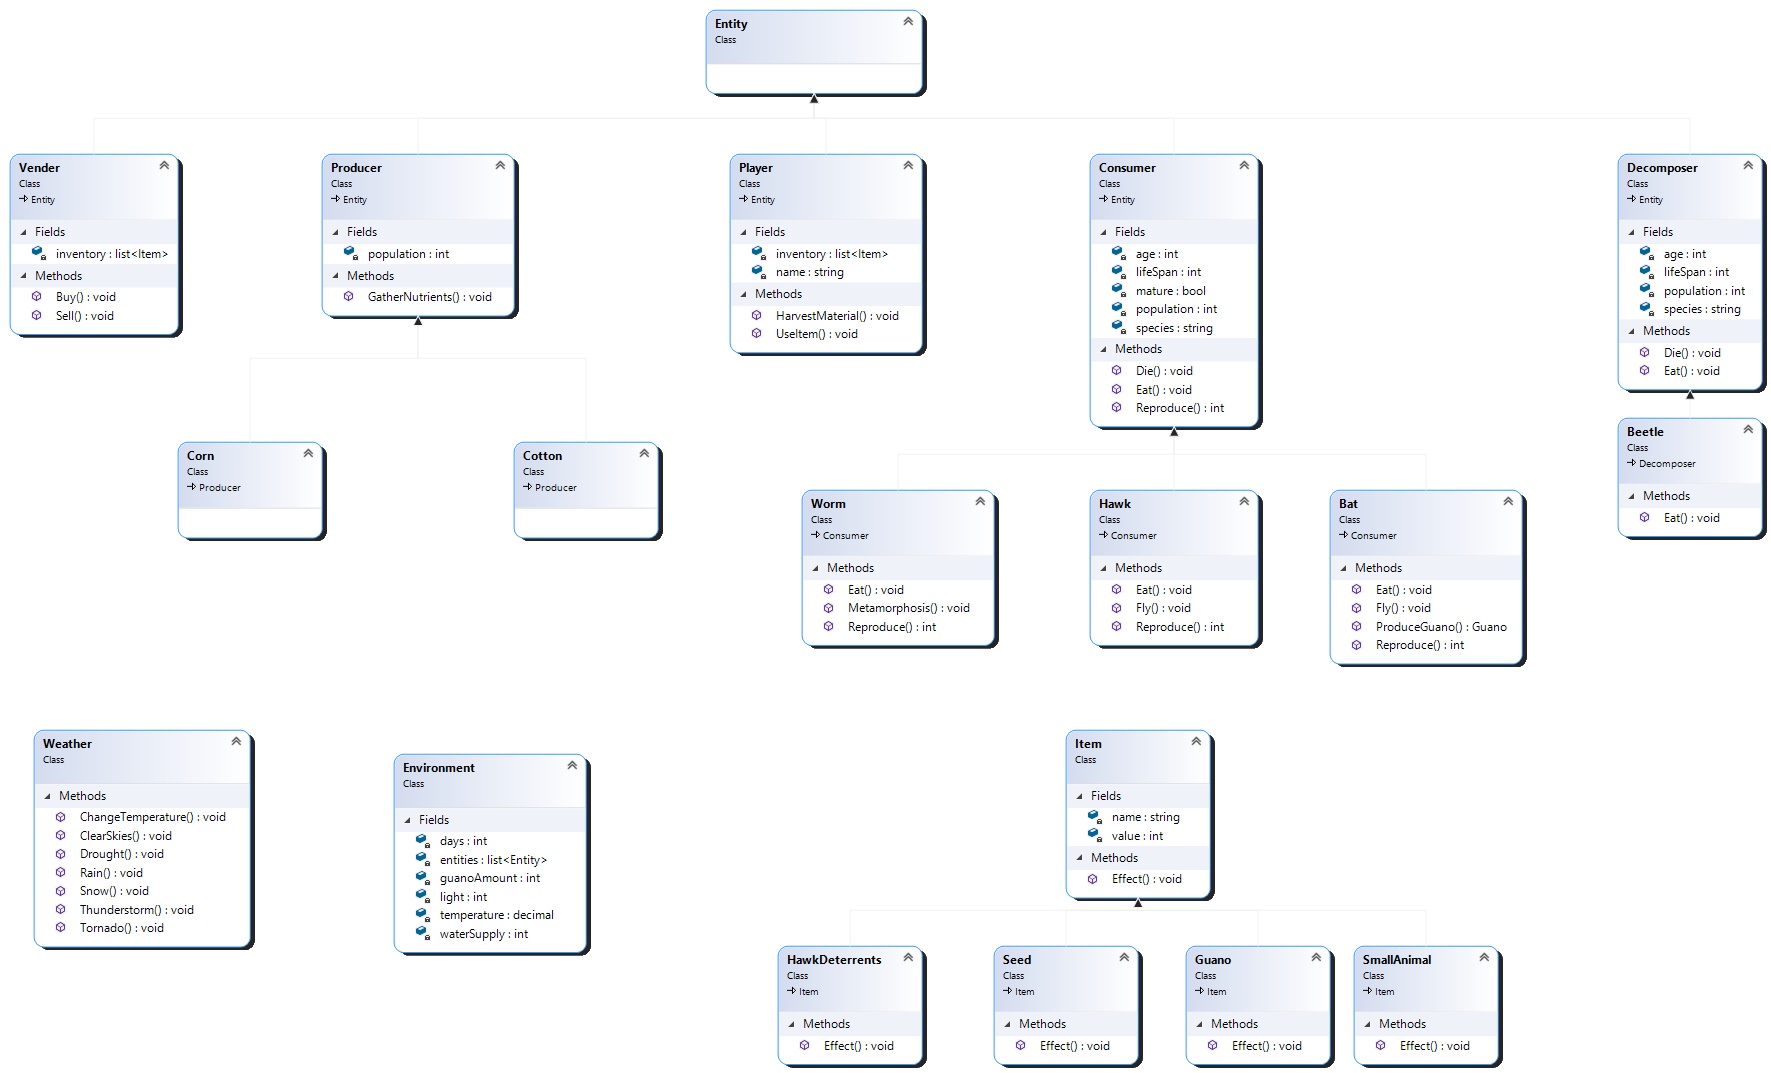 Entity
Class
Vender
Class
Entity
Fields
inventory : list<Item>
Methods
Buy() : void
Sell() : void
Producer
Class
Entity
Fields
population : int
Methods
GatherNutrients() : void
Player
Class
Entity
Fields
inventory : list<Item>
name : string
Methods
HarvestMaterial() : void
UseItem() : void
Consumer
Class
Entity
Fields
age : int
lifeSpan : int
mature : bool
population : int
species : string
Methods
Die() : void
Eat() : void
Reproduce() : int
Decomposer
Class
Entity
Fields
age : int
lifeSpan : int
population : int
species : string
Methods
Die() : void
Eat() : void
Corn
Class
Producer
Cotton
Class
Producer
Worm
Class
Consumer
Methods
Eat() : void
Metamorphosis() : void
Reproduce() : int
Hawk
Class
Consumer
Methods
Eat() : void
Fly() : void
Reproduce() : int
Bat
Class
Consumer
Methods
Eat() : void
Fly() : void
ProduceGuano() : Guano
Reproduce() : int
Beetle
Class
Decomposer
Methods
Eat() : void
Weather
Class
Methods
ChangeTemperature() : void
ClearSkies() : void
Drought() : void
Rain() : void
Snow() : void
Thunderstorm() : void
Tornado() : void
Environment
Class
Fields
days : int
entities : list<Entity>
guanoAmount : int
light : int
temperature : decimal
waterSupply : int
Item
Class
Fields
name : string
value : int
Methods
Effect() : void
HawkDeterrents
Class
Item
Methods
Effect() : void
Seed
Class
Item
Methods
Effect() : void
Guano
Class
Item
Methods
Effect() : void
SmallAnimal
Class
Item
Methods
Effect() : void